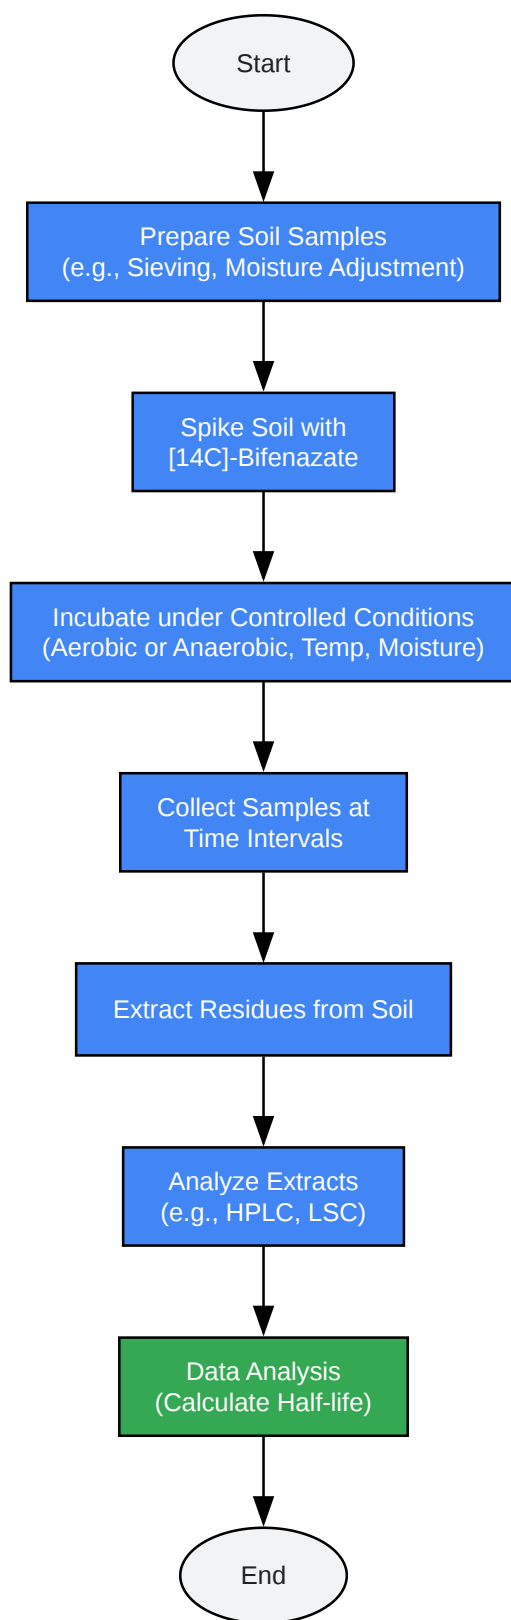 Start
Prepare Soil Samples
(e.g., Sieving, Moisture Adjustment)
Spike Soil with
[14C]-Bifenazate
Incubate under Controlled Conditions
(Aerobic or Anaerobic, Temp, Moisture)
Collect Samples at
Time Intervals
Extract Residues from Soil
Analyze Extracts
(e.g., HPLC, LSC)
Data Analysis
(Calculate Half-life)
End